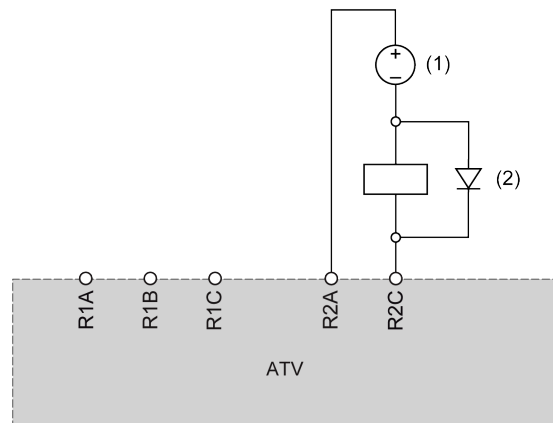 +
−
(1)
(2)
R1A
R1B
R1C
R2A
R2C
ATV